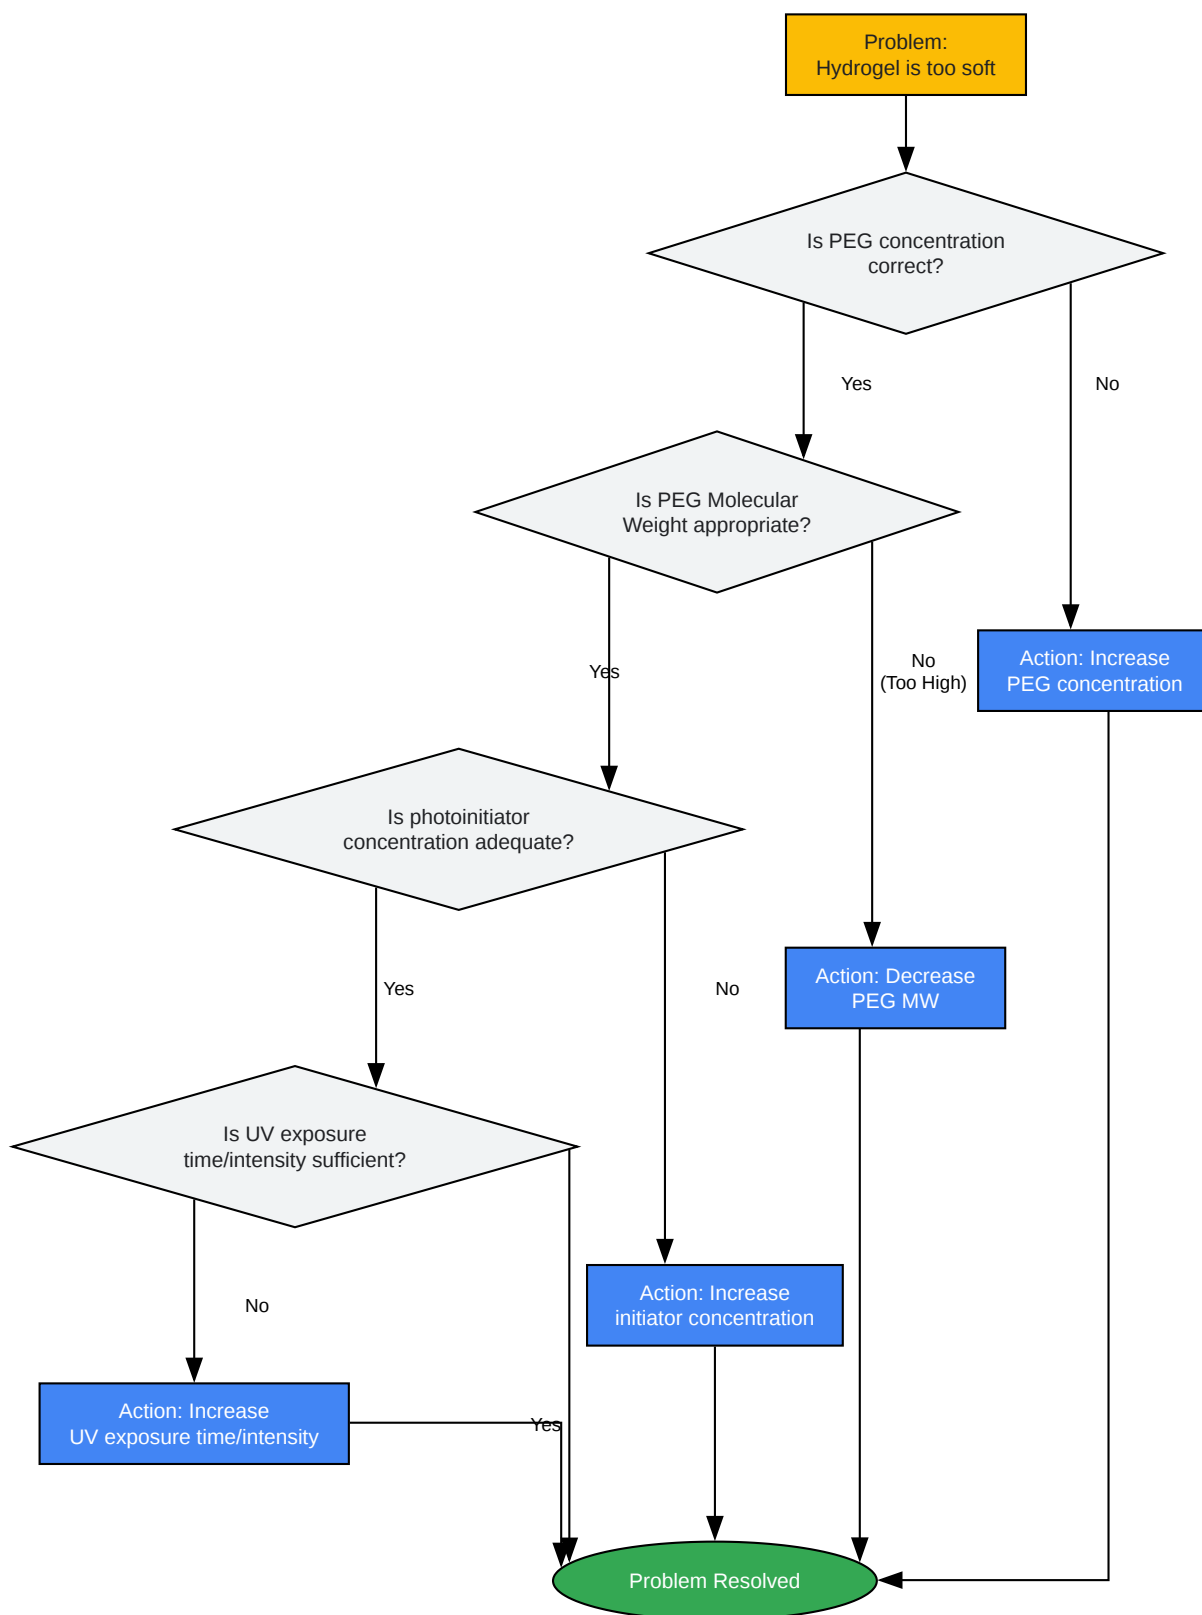 Problem:
Hydrogel is too soft
Is PEG concentration
correct?
Yes
No
Is PEG Molecular
Weight appropriate?
Yes
No
(Too High)
Action: Increase
PEG concentration
Is photoinitiator
concentration adequate?
Yes
No
Action: Decrease
PEG MW
Is UV exposure
time/intensity sufficient?
No
Action: Increase
initiator concentration
Action: Increase
UV exposure time/intensity
Yes
Problem Resolved